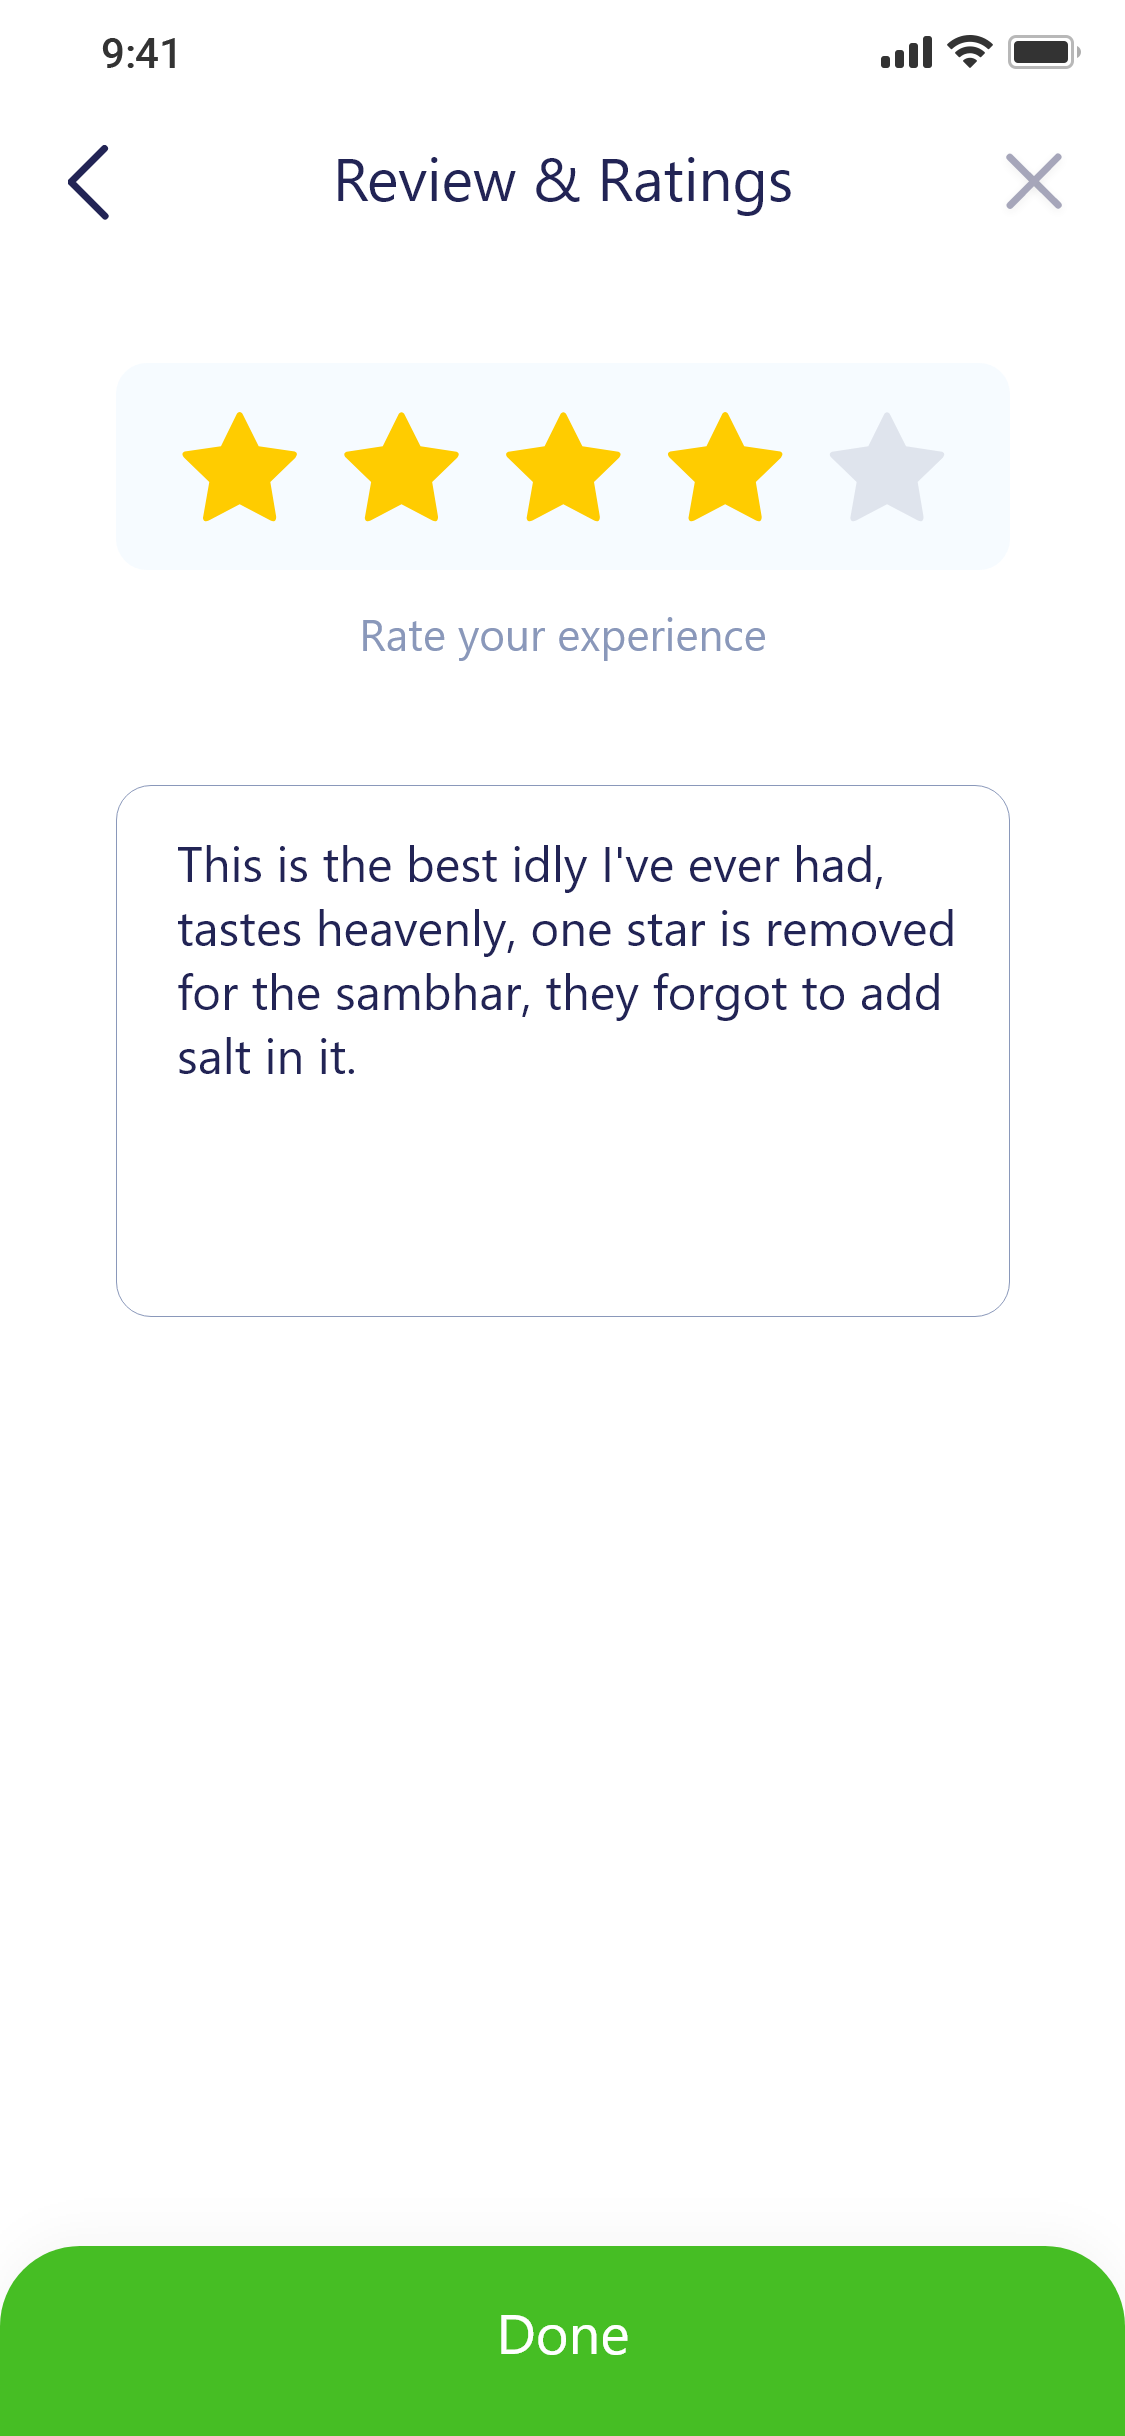 9:41
Review & Ratings
Rate your experience
This is the best idly I've ever had,
tastes heavenly, one star is removed
for the sambhar, they forgot to add
salt in it.
Done